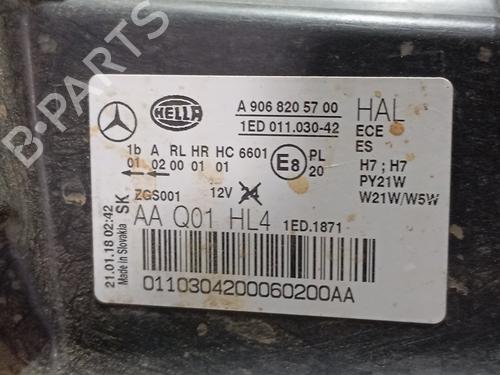 HELLA
A 906 820 57 00
1ED 011.030-42
HAL
ECE
ES
1b A RL HR HC 6601
01 02 00 01 01
E8
PL
20
H7 ; H7
PY21W
W21W/W5W
ZGS001
12V
24
AA Q01 HL4 1ED.1871
SK
Made in Slovakia
21.01.18 02:42
0110304200060200AA
B-PARTS